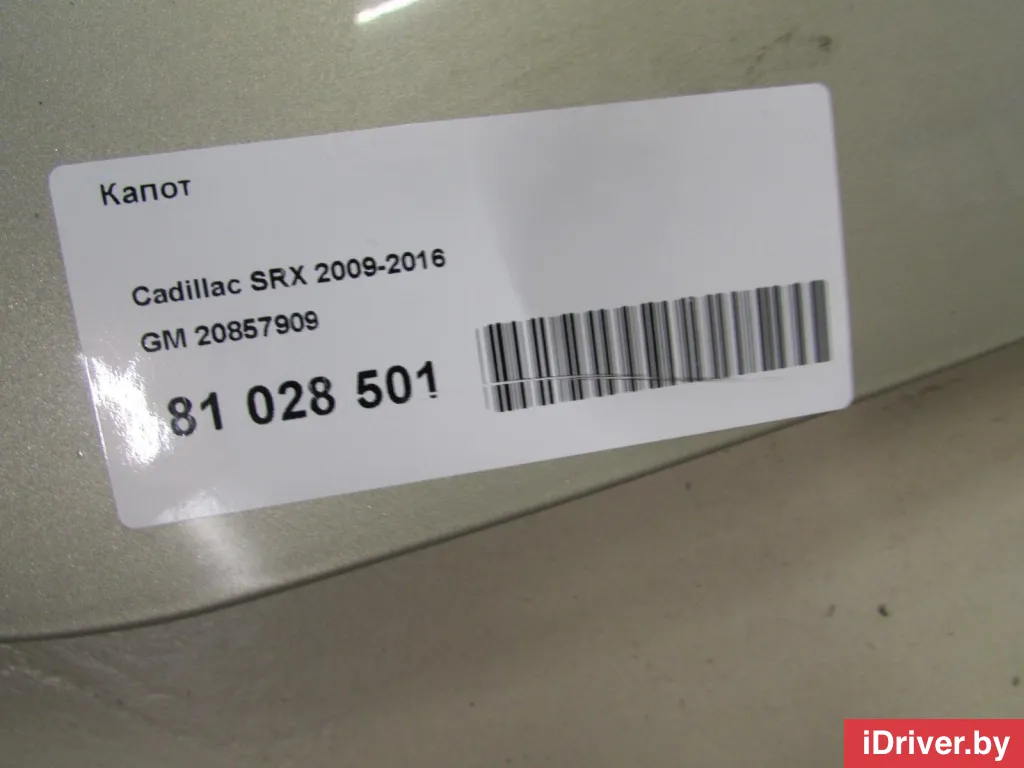 Капот
Cadillac SRX 2009-2016
GM 20857909
81 028 501
iDriver.by